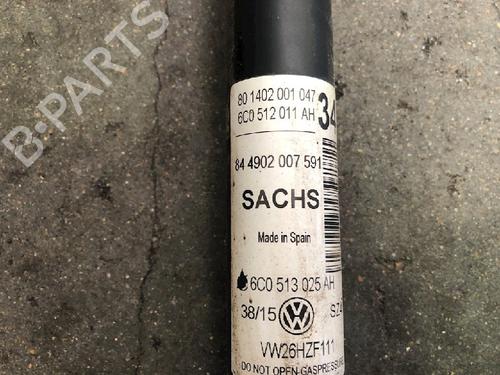 80 1402 001 047
6C0 512 011 AH
34
84 4902 007 591
SACHS
Made in Spain
6C0 513 025 AH
38/15
VW26HZF111
DO NOT OPEN-GASPRESSURE
B-PARTS